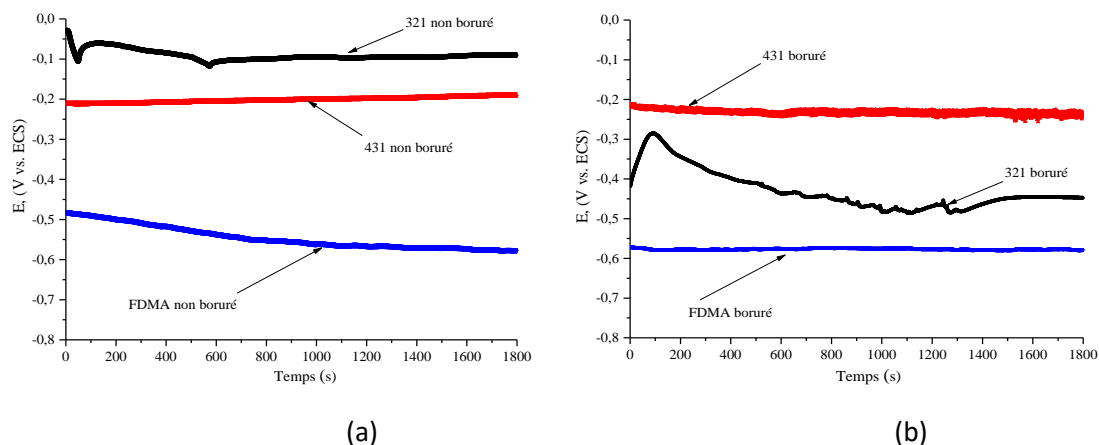 0,0
-0,1
-0,2
-0,3
-0,4
-0,5
-0,6
-0,7
-0,8
E, (V vs. ECS)
321 non boruré
431 non boruré
FDMA non boruré
0 200 400 600 800 1000 1200 1400 1600 1800
Temps (s)
(a)
0,0
-0,1
-0,2
-0,3
-0,4
-0,5
-0,6
-0,7
-0,8
E, (V vs. ECS)
431 boruré
321 boruré
FDMA boruré
0 200 400 600 800 1000 1200 1400 1600 1800
Temps (s)
(b)